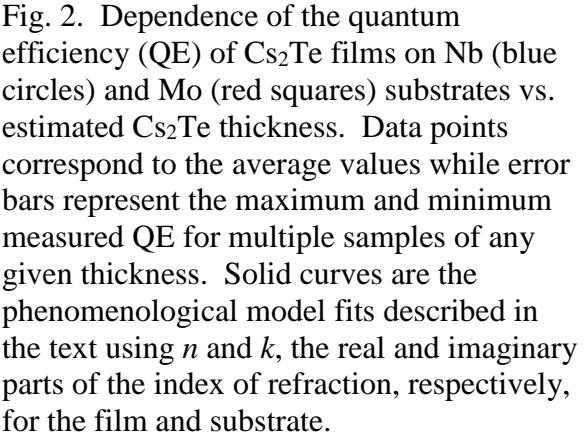 Fig. 2.  Dependence of the quantum
efficiency (QE) of Cs₂Te films on Nb (blue
circles) and Mo (red squares) substrates vs.
estimated Cs₂Te thickness.  Data points
correspond to the average values while error
bars represent the maximum and minimum
measured QE for multiple samples of any
given thickness.  Solid curves are the
phenomenological model fits described in
the text using n and k, the real and imaginary
parts of the index of refraction, respectively,
for the film and substrate.